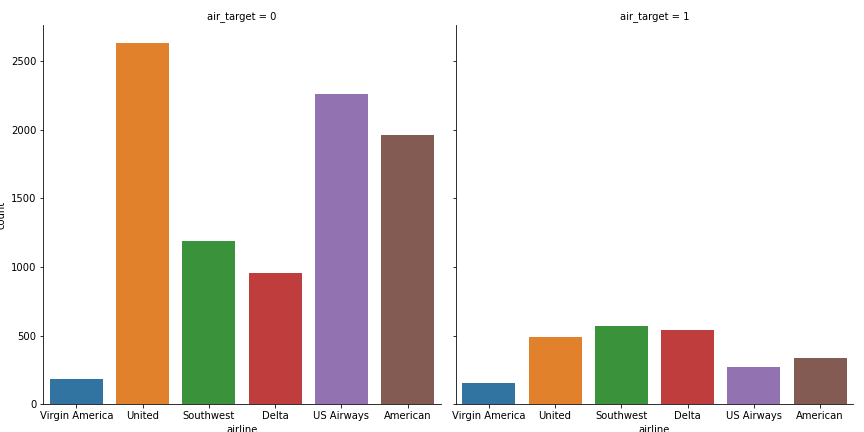 air_target = 0
air_target = 1
2500
2000
1500
1000
500
0
count
Virgin America United Southwest Delta US Airways American
Virgin America United Southwest Delta US Airways American
airline
airline